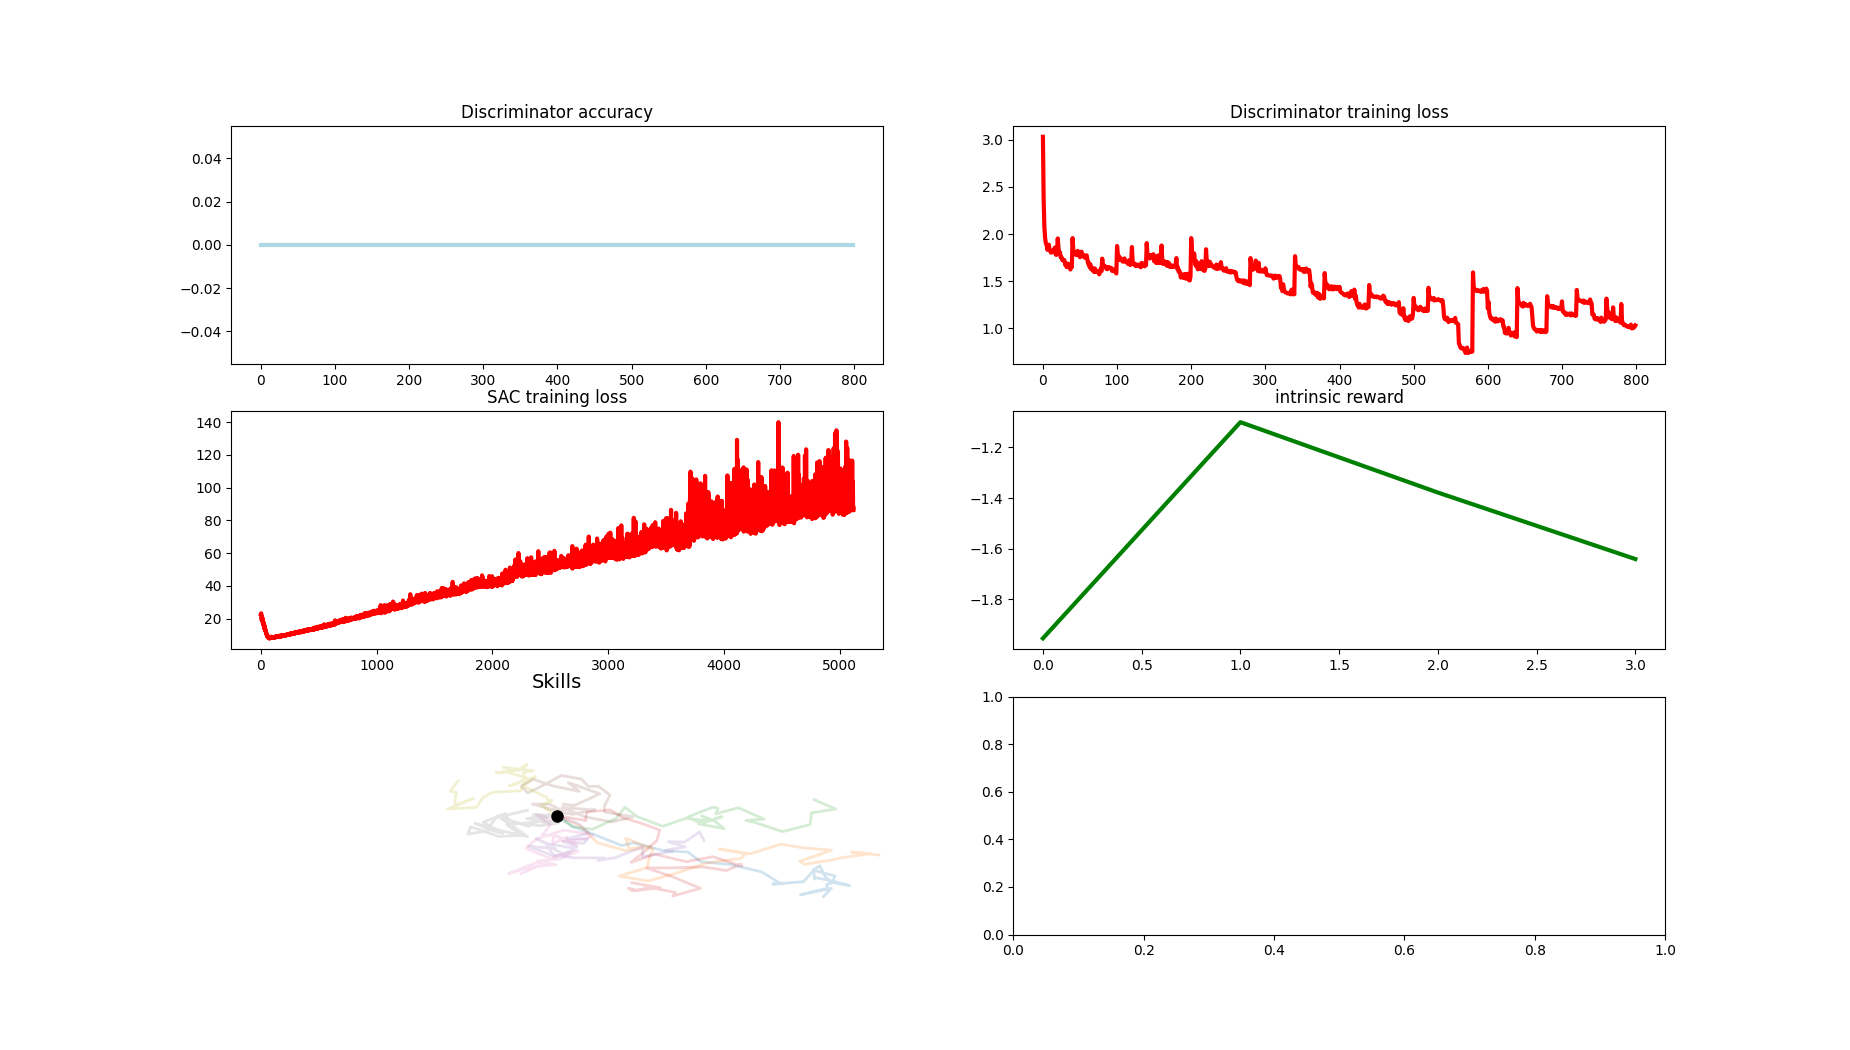 Discriminator accuracy
0.04
0.02
0.00
−0.02
−0.04
0 100 200 300 400 500 600 700 800
Discriminator training loss
3.0
2.5
2.0
1.5
1.0
0 100 200 300 400 500 600 700 800
SAC training loss
140
120
100
80
60
40
20
0 1000 2000 3000 4000 5000
intrinsic reward
−1.2
−1.4
−1.6
−1.8
0.0 0.5 1.0 1.5 2.0 2.5 3.0
Skills
1.0
0.8
0.6
0.4
0.2
0.0
0.0 0.2 0.4 0.6 0.8 1.0